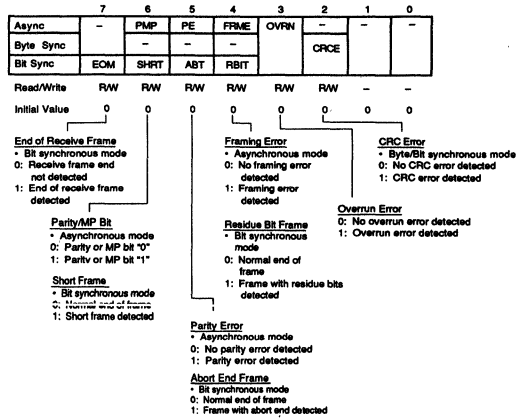 7 6 5 4 3 2 1 0
Async – PMP PE FRME OVRN – – –
Byte Sync – – – – CRCE
Bit Sync EOM SHRT ABT RBIT
Read/Write R/W R/W R/W R/W R/W R/W – –
Initial Value 0 0 0 0 0 0 0 0
End of Receive Frame
• Bit synchronous mode
0: Receive frame end
not detected
1: End of receive frame
detected
Parity/MP Bit
• Asynchronous mode
0: Parity or MP bit "0"
1: Parity or MP bit "1"
Short Frame
• Bit synchronous mode
0: Normal end of frame
1: Short frame detected
Framing Error
• Asynchronous mode
0: No framing error
detected
1: Framing error
detected
Residue Bit Frame
• Bit synchronous
mode
0: Normal end of
frame
1: Frame with residue bits
detected
Parity Error
• Asynchronous mode
0: No parity error detected
1: Parity error detected
Abort End Frame
• Bit synchronous mode
0: Normal end of frame
1: Frame with abort end detected
CRC Error
• Byte/Bit synchronous mode
0: No CRC error detected
1: CRC error detected
Overrun Error
0: No overrun error detected
1: Overrun error detected